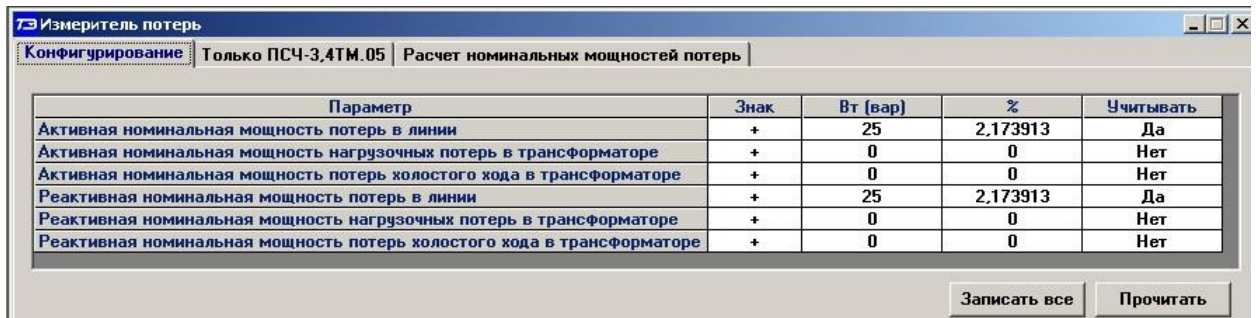 ТЭ Измеритель потерь
Конфигурирование Только ПСЧ-3,4ТМ.05 Расчет номинальных мощностей потерь
Параметр Знак Вт (вар) % Учитывать
Активная номинальная мощность потерь в линии + 25 2,173913 Да
Активная номинальная мощность нагрузочных потерь в трансформаторе + 0 0 Нет
Активная номинальная мощность потерь холостого хода в трансформаторе + 0 0 Нет
Реактивная номинальная мощность потерь в линии + 25 2,173913 Да
Реактивная номинальная мощность нагрузочных потерь в трансформаторе + 0 0 Нет
Реактивная номинальная мощность потерь холостого хода в трансформаторе + 0 0 Нет
Записать все Прочитать